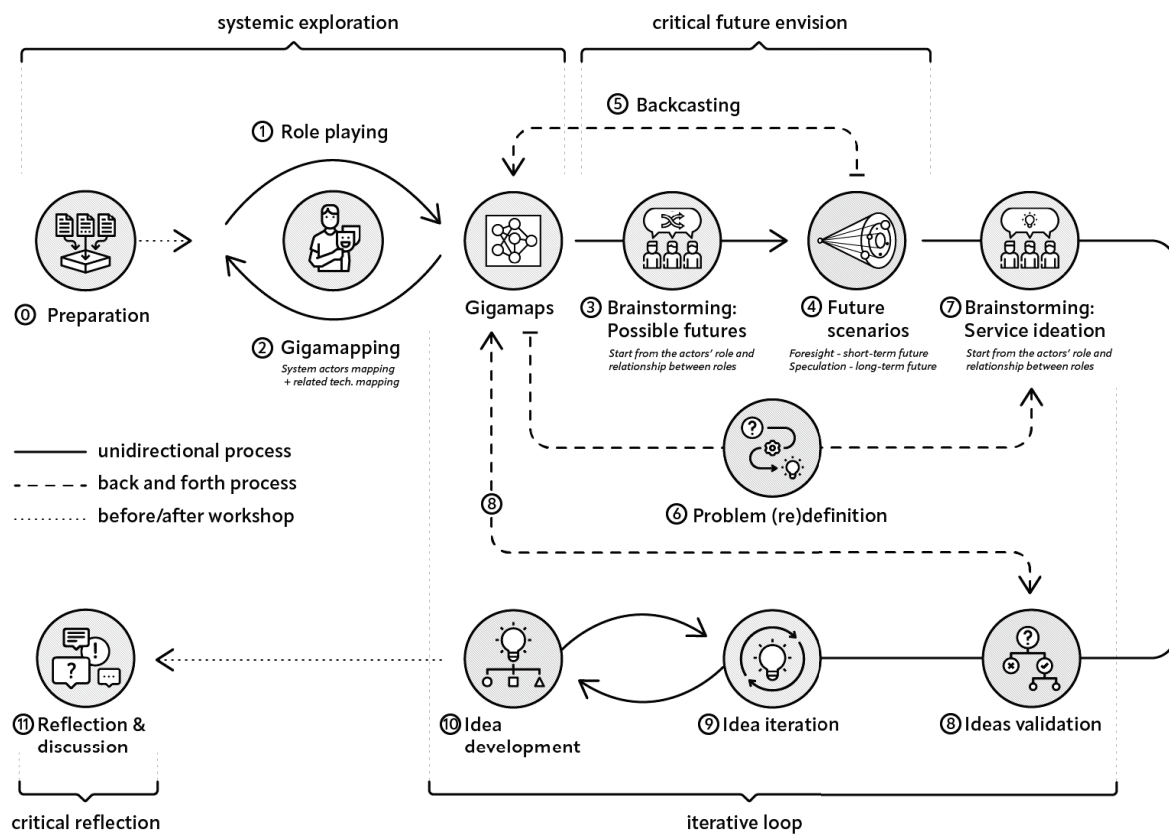 systemic exploration
critical future envision
⑤ Backcasting
① Role playing
⓪ Preparation
② Gigamapping
System actors mapping
+ related tech. mapping
Gigamaps
③ Brainstorming:
Possible futures
Start from the actors' role and
relationship between roles
④ Future
scenarios
Foresight - short-term future
Speculation - long-term future
⑦ Brainstorming:
Service ideation
Start from the actors' role and
relationship between roles
unidirectional process
back and forth process
before/after workshop
⑧
⑥ Problem (re)definition
⑪ Reflection &
discussion
⑩ Idea
development
⑨ Idea iteration
⑧ Ideas validation
critical reflection
iterative loop